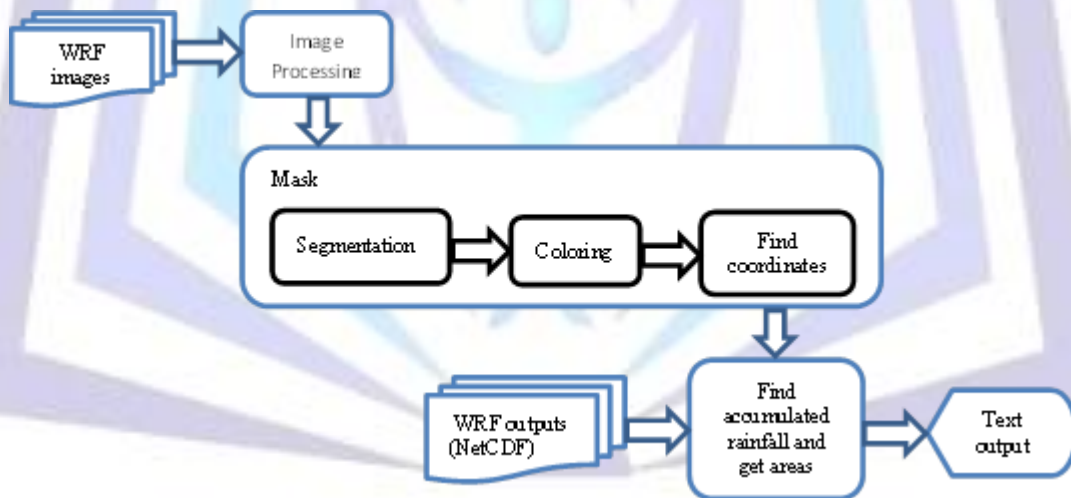 WRF
images
Image
Processing
Mask
Segmentation
Coloring
Find
coordinates
WRF outputs
(NetCDF)
Find
accumulated
rainfall and
get areas
Text
output